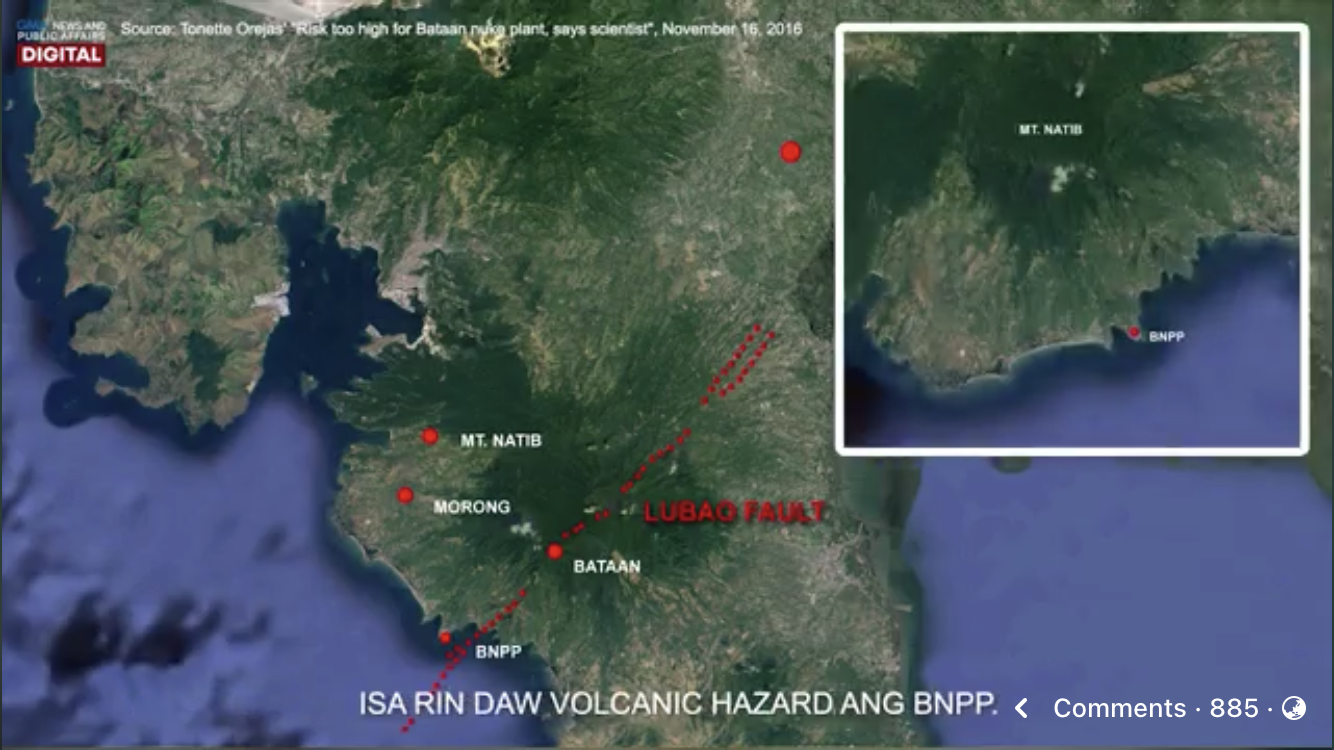 GMA NEWS AND
PUBLIC AFFAIRS
DIGITAL
Source: Tonette Orejas' "Risk too high for Bataan nuke plant, says scientist", November 16, 2016
MT. NATIB
BNPP
MT. NATIB
MORONG
LUBAO FAULT
BATAAN
BNPP
ISA RIN DAW VOLCANIC HAZARD ANG BNPP.
Comments · 885 ·